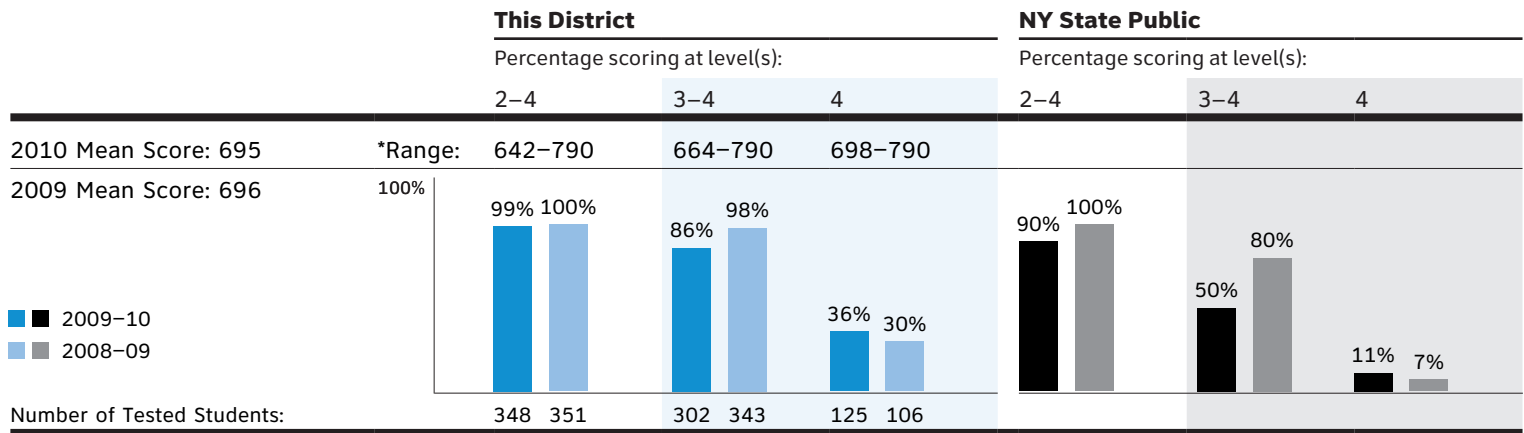 This District
NY State Public
Percentage scoring at level(s):
Percentage scoring at level(s):
2–4 3–4 4
2–4 3–4 4
2010 Mean Score: 695 *Range: 642–790 664–790 698–790
2009 Mean Score: 696
100%
99% 100% 86% 98% 36% 30%
90% 100% 50% 80% 11% 7%
2009–10
2008–09
Number of Tested Students: 348 351 302 343 125 106